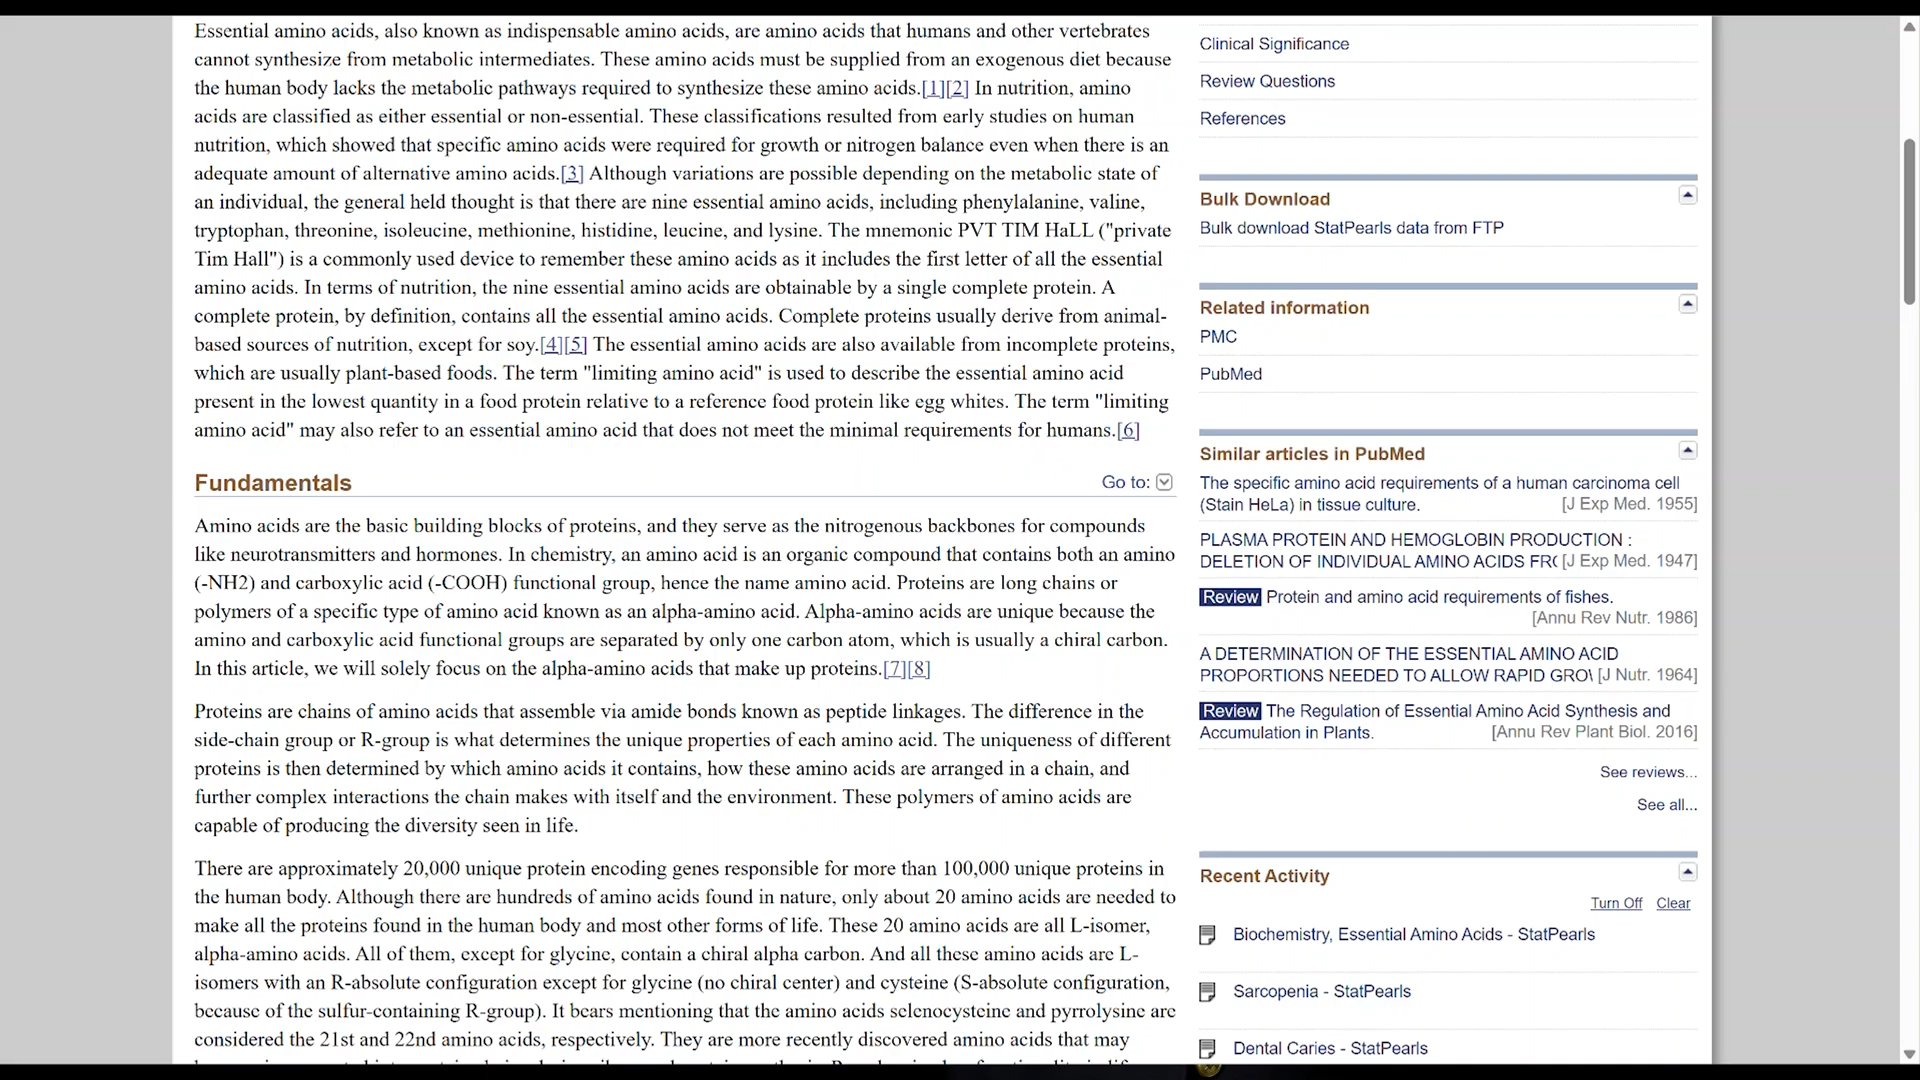 Essential amino acids, also known as indispensable amino acids, are amino acids that humans and other vertebrates
cannot synthesize from metabolic intermediates. These amino acids must be supplied from an exogenous diet because
the human body lacks the metabolic pathways required to synthesize these amino acids.[1][2] In nutrition, amino
acids are classified as either essential or non-essential. These classifications resulted from early studies on human
nutrition, which showed that specific amino acids were required for growth or nitrogen balance even when there is an
adequate amount of alternative amino acids.[3] Although variations are possible depending on the metabolic state of
an individual, the general held thought is that there are nine essential amino acids, including phenylalanine, valine,
tryptophan, threonine, isoleucine, methionine, histidine, leucine, and lysine. The mnemonic PVT TIM HaLL ("private
Tim Hall") is a commonly used device to remember these amino acids as it includes the first letter of all the essential
amino acids. In terms of nutrition, the nine essential amino acids are obtainable by a single complete protein. A
complete protein, by definition, contains all the essential amino acids. Complete proteins usually derive from animal-
based sources of nutrition, except for soy.[4][5] The essential amino acids are also available from incomplete proteins,
which are usually plant-based foods. The term "limiting amino acid" is used to describe the essential amino acid
present in the lowest quantity in a food protein relative to a reference food protein like egg whites. The term "limiting
amino acid" may also refer to an essential amino acid that does not meet the minimal requirements for humans.[6]
Fundamentals
Go to:
Amino acids are the basic building blocks of proteins, and they serve as the nitrogenous backbones for compounds
like neurotransmitters and hormones. In chemistry, an amino acid is an organic compound that contains both an amino
(-NH2) and carboxylic acid (-COOH) functional group, hence the name amino acid. Proteins are long chains or
polymers of a specific type of amino acid known as an alpha-amino acid. Alpha-amino acids are unique because the
amino and carboxylic acid functional groups are separated by only one carbon atom, which is usually a chiral carbon.
In this article, we will solely focus on the alpha-amino acids that make up proteins.[7][8]
Proteins are chains of amino acids that assemble via amide bonds known as peptide linkages. The difference in the
side-chain group or R-group is what determines the unique properties of each amino acid. The uniqueness of different
proteins is then determined by which amino acids it contains, how these amino acids are arranged in a chain, and
further complex interactions the chain makes with itself and the environment. These polymers of amino acids are
capable of producing the diversity seen in life.
There are approximately 20,000 unique protein encoding genes responsible for more than 100,000 unique proteins in
the human body. Although there are hundreds of amino acids found in nature, only about 20 amino acids are needed to
make all the proteins found in the human body and most other forms of life. These 20 amino acids are all L-isomer,
alpha-amino acids. All of them, except for glycine, contain a chiral alpha carbon. And all these amino acids are L-
isomers with an R-absolute configuration except for glycine (no chiral center) and cysteine (S-absolute configuration,
because of the sulfur-containing R-group). It bears mentioning that the amino acids selenocysteine and pyrrolysine are
considered the 21st and 22nd amino acids, respectively. They are more recently discovered amino acids that may
Clinical Significance
Review Questions
References
Bulk Download
Bulk download StatPearls data from FTP
Related information
PMC
PubMed
Similar articles in PubMed
The specific amino acid requirements of a human carcinoma cell
(Stain HeLa) in tissue culture. [J Exp Med. 1955]
PLASMA PROTEIN AND HEMOGLOBIN PRODUCTION :
DELETION OF INDIVIDUAL AMINO ACIDS FRO [J Exp Med. 1947]
Review Protein and amino acid requirements of fishes.
[Annu Rev Nutr. 1986]
A DETERMINATION OF THE ESSENTIAL AMINO ACID
PROPORTIONS NEEDED TO ALLOW RAPID GROW [J Nutr. 1964]
Review The Regulation of Essential Amino Acid Synthesis and
Accumulation in Plants. [Annu Rev Plant Biol. 2016]
See reviews...
See all...
Recent Activity
Turn Off Clear
Biochemistry, Essential Amino Acids - StatPearls
Sarcopenia - StatPearls
Dental Caries - StatPearls